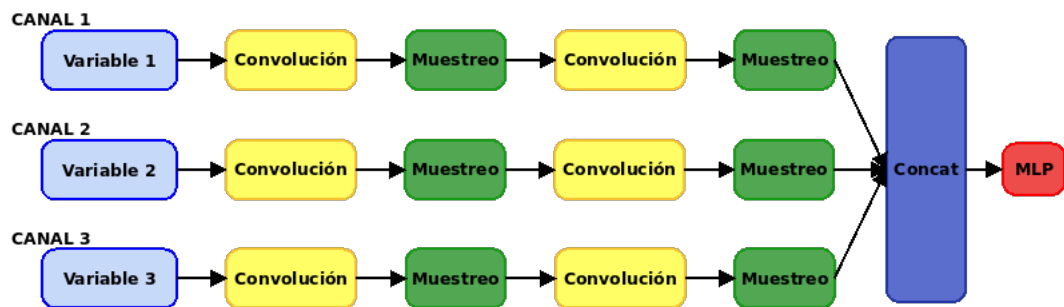 CANAL 1
Variable 1
Convolución
Muestreo
Convolución
Muestreo
CANAL 2
Variable 2
Convolución
Muestreo
Convolución
Muestreo
Concat
MLP
CANAL 3
Variable 3
Convolución
Muestreo
Convolución
Muestreo